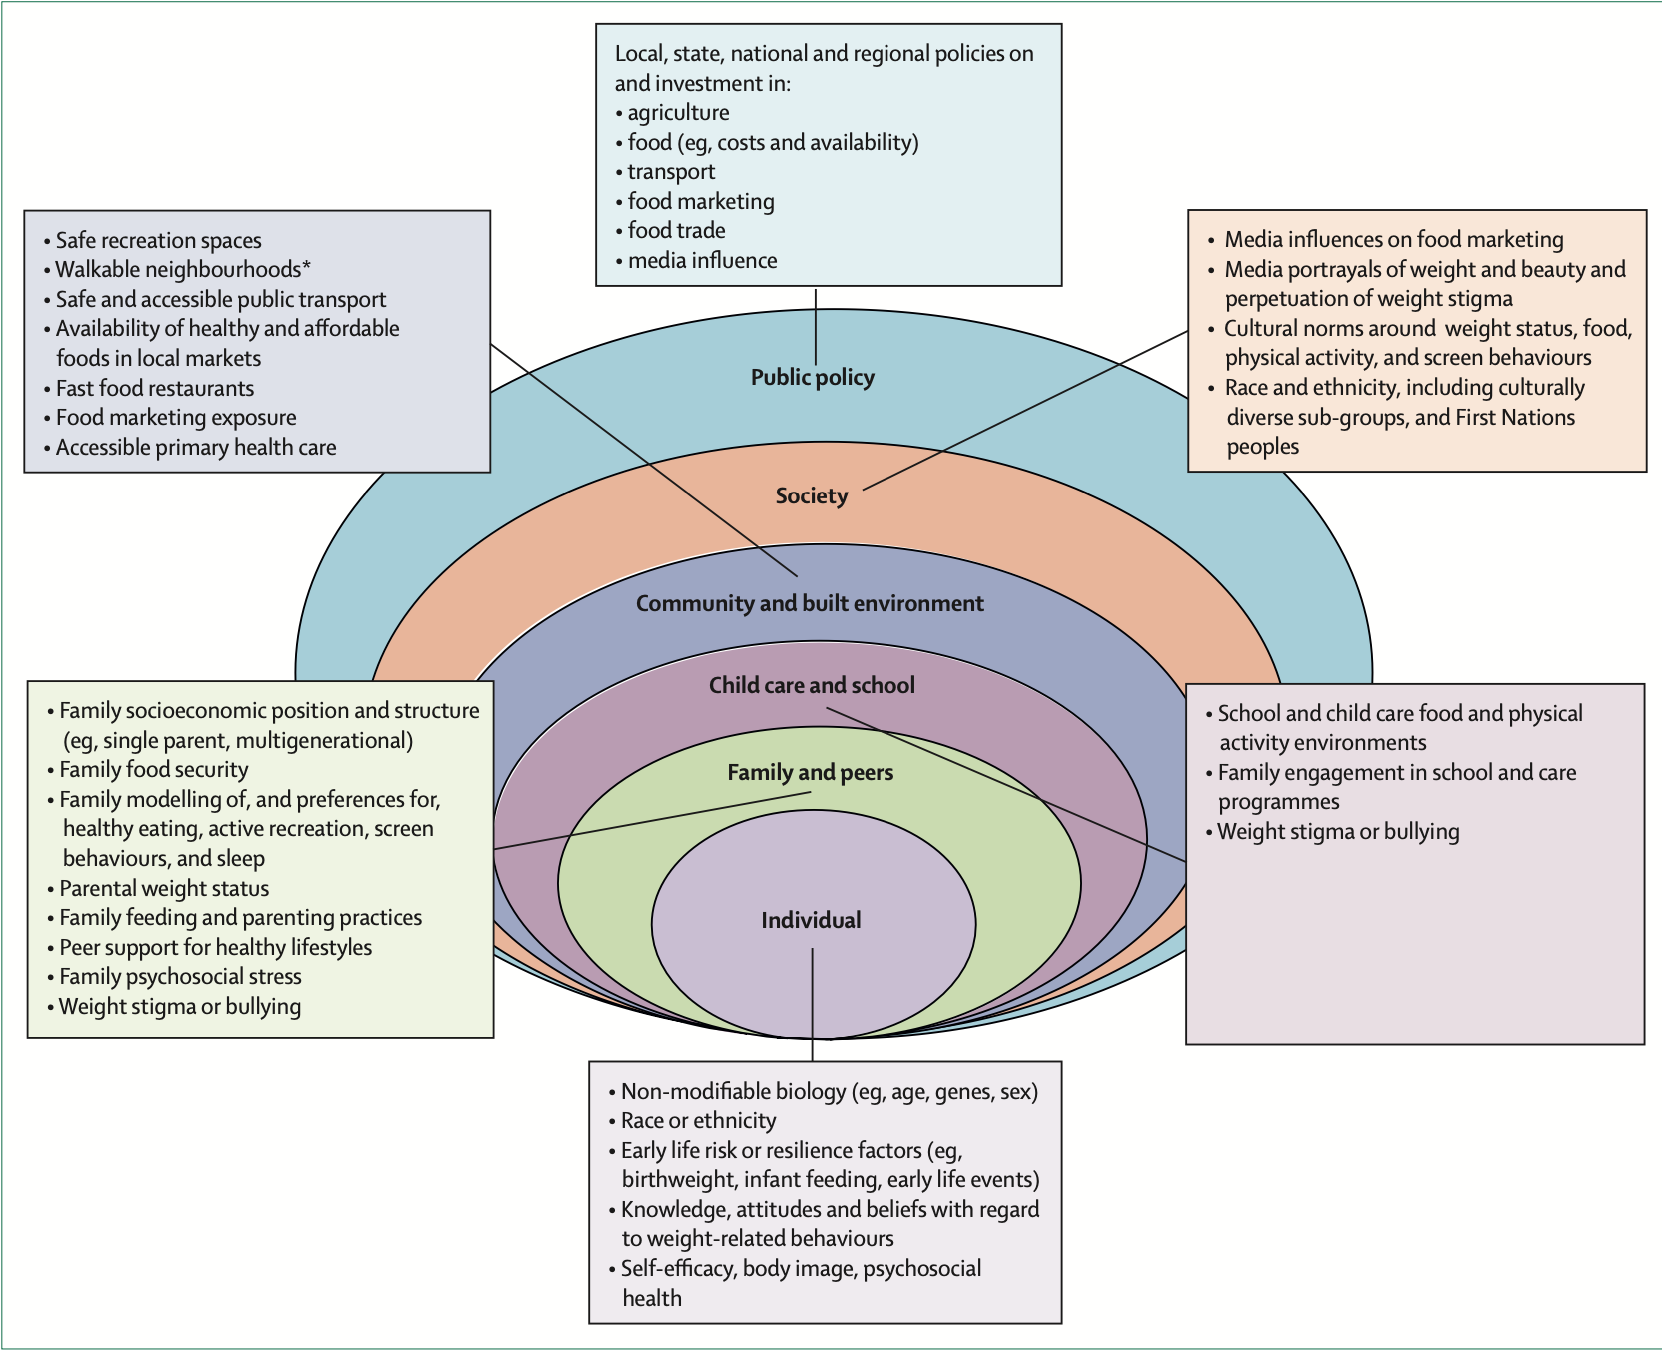 Local, state, national and regional policies on
and investment in:
• agriculture
• food (eg, costs and availability)
• transport
• food marketing
• food trade
• media influence
• Safe recreation spaces
• Walkable neighbourhoods*
• Safe and accessible public transport
• Availability of healthy and affordable
foods in local markets
• Fast food restaurants
• Food marketing exposure
• Accessible primary health care
• Media influences on food marketing
• Media portrayals of weight and beauty and
perpetuation of weight stigma
• Cultural norms around weight status, food,
physical activity, and screen behaviours
• Race and ethnicity, including culturally
diverse sub-groups, and First Nations
peoples
Public policy
Society
Community and built environment
Child care and school
Family and peers
Individual
• Family socioeconomic position and structure
(eg, single parent, multigenerational)
• Family food security
• Family modelling of, and preferences for,
healthy eating, active recreation, screen
behaviours, and sleep
• Parental weight status
• Family feeding and parenting practices
• Peer support for healthy lifestyles
• Family psychosocial stress
• Weight stigma or bullying
• School and child care food and physical
activity environments
• Family engagement in school and care
programmes
• Weight stigma or bullying
• Non-modifiable biology (eg, age, genes, sex)
• Race or ethnicity
• Early life risk or resilience factors (eg,
birthweight, infant feeding, early life events)
• Knowledge, attitudes and beliefs with regard
to weight-related behaviours
• Self-efficacy, body image, psychosocial
health